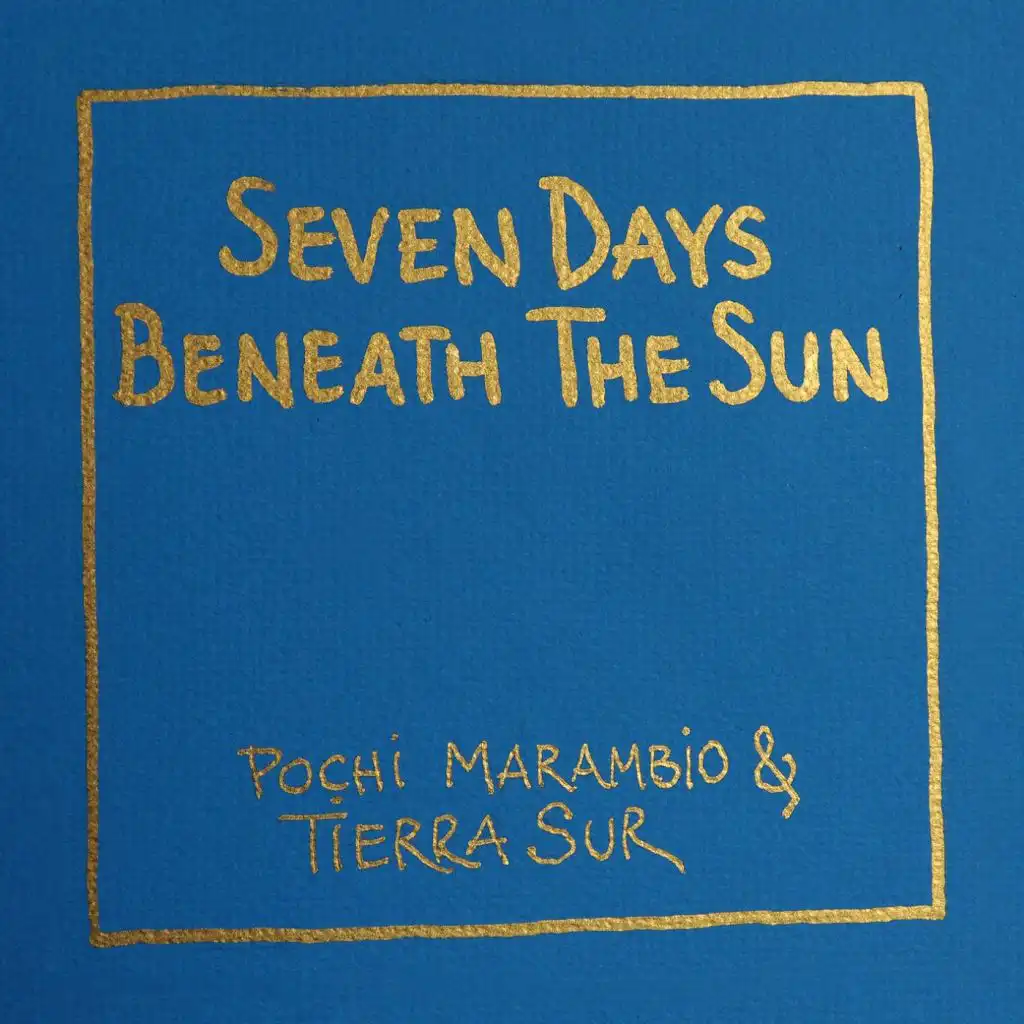 SEVEN DAYS
BENEATH THE SUN
POCHI MARAMBIO &
TIERRA SUR